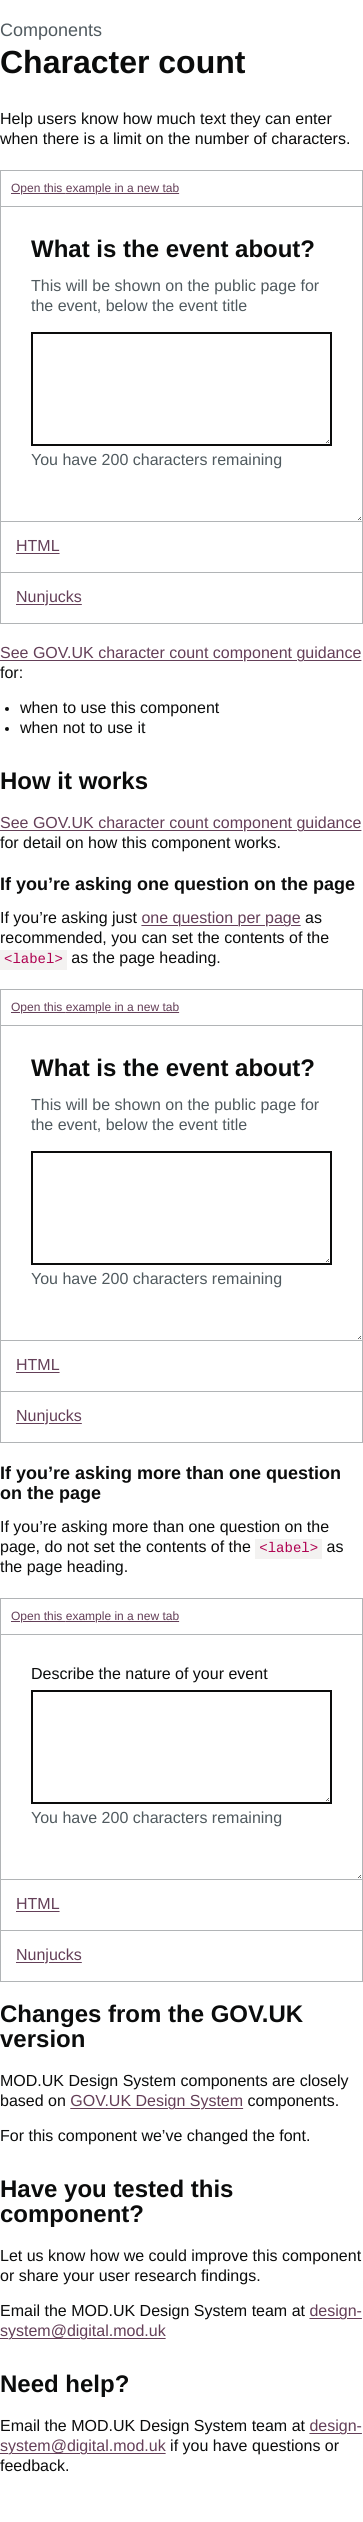 Components
Character count
Help users know how much text they can enter
when there is a limit on the number of characters.
Open this example in a new tab
What is the event about?
This will be shown on the public page for
the event, below the event title
You have 200 characters remaining
HTML
Nunjucks
See GOV.UK character count component guidance
for:
• when to use this component
• when not to use it
How it works
See GOV.UK character count component guidance
for detail on how this component works.
If you’re asking one question on the page
If you’re asking just one question per page as
recommended, you can set the contents of the
<label> as the page heading.
Open this example in a new tab
What is the event about?
This will be shown on the public page for
the event, below the event title
You have 200 characters remaining
HTML
Nunjucks
If you’re asking more than one question
on the page
If you’re asking more than one question on the
page, do not set the contents of the <label> as
the page heading.
Open this example in a new tab
Describe the nature of your event
You have 200 characters remaining
HTML
Nunjucks
Changes from the GOV.UK
version
MOD.UK Design System components are closely
based on GOV.UK Design System components.
For this component we’ve changed the font.
Have you tested this
component?
Let us know how we could improve this component
or share your user research findings.
Email the MOD.UK Design System team at design-
system@digital.mod.uk
Need help?
Email the MOD.UK Design System team at design-
system@digital.mod.uk if you have questions or
feedback.